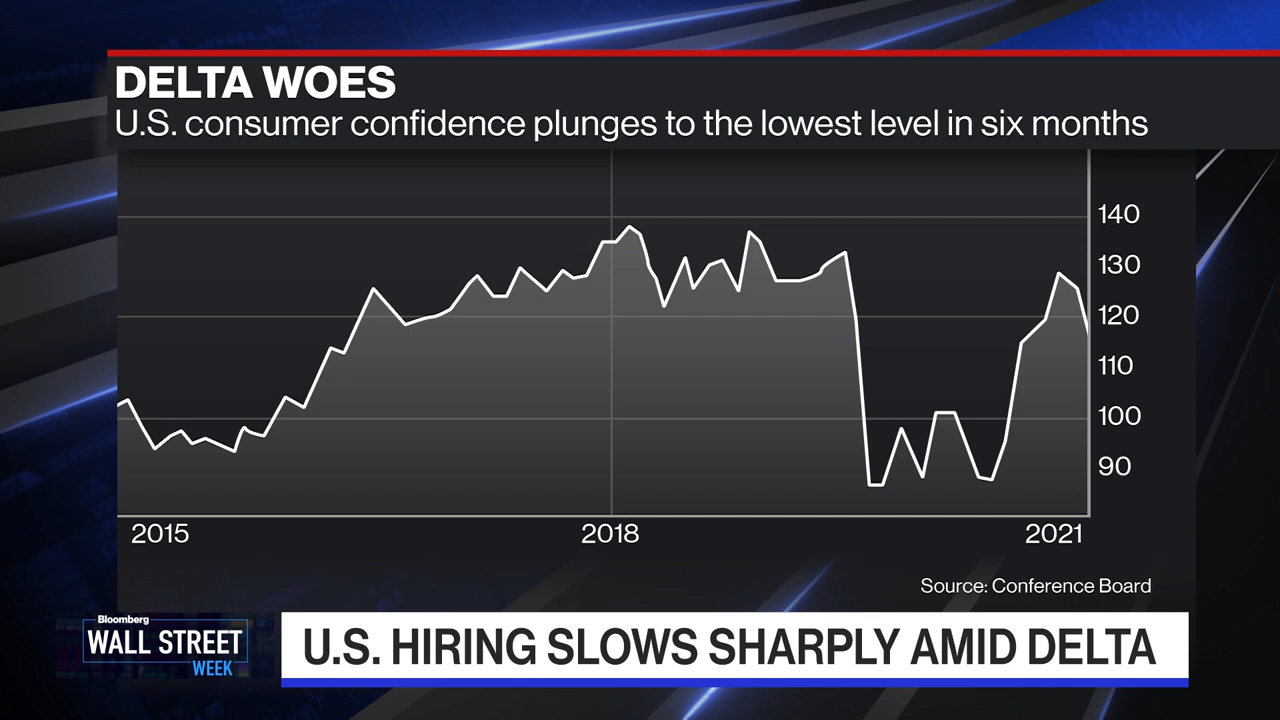 DELTA WOES
U.S. consumer confidence plunges to the lowest level in six months
140
130
120
110
100
90
2015
2018
2021
Source: Conference Board
Bloomberg
WALL STREET
WEEK
U.S. HIRING SLOWS SHARPLY AMID DELTA